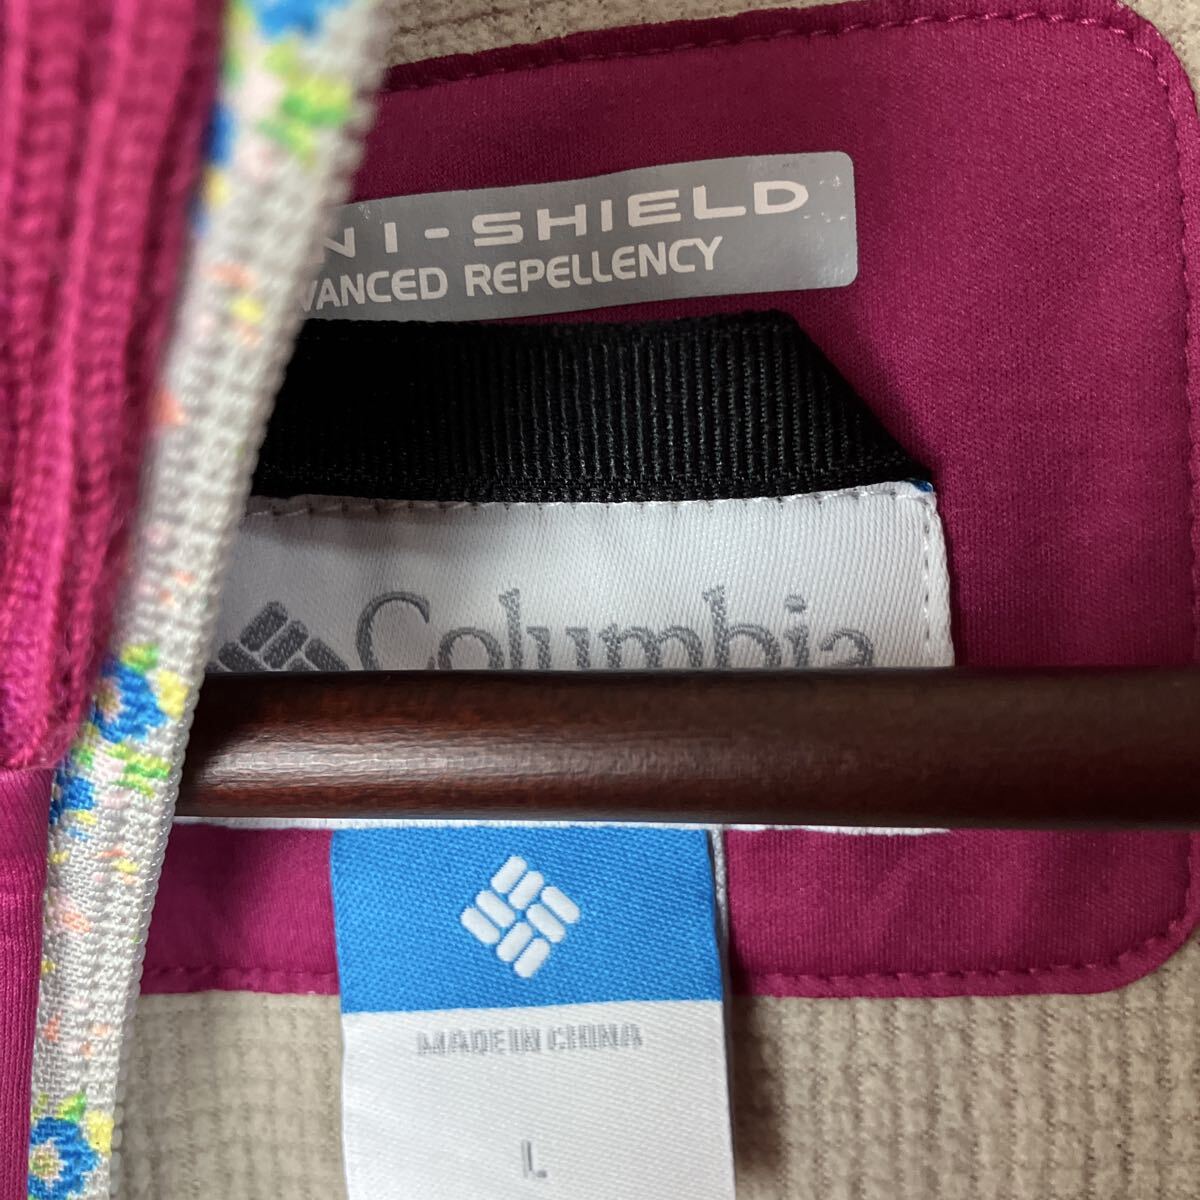 NI-SHIELD
VANCED REPELLENCY
Columbia
MADE IN CHINA
L